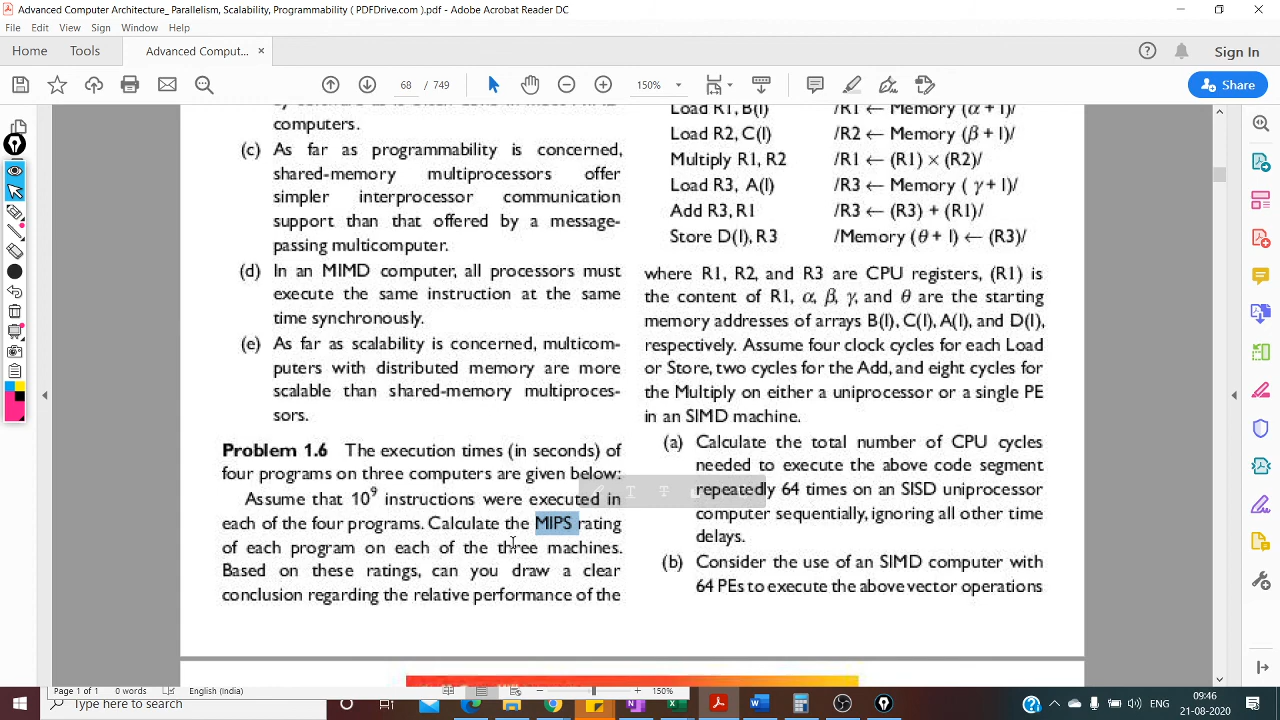 Advanced Computer Architecture_ Parallelism, Scalability, Programmability ( PDFDrive.com ).pdf - Adobe Acrobat Reader DC
File Edit View Sign Window Help
Home Tools Advanced Comput... × Sign In
68 / 749 150% Share
computers.
(c) As far as programmability is concerned,
shared-memory multiprocessors offer
simpler interprocessor communication
support than that offered by a message-
passing multicomputer.
(d) In an MIMD computer, all processors must
execute the same instruction at the same
time synchronously.
(e) As far as scalability is concerned, multicom-
puters with distributed memory are more
scalable than shared-memory multiproces-
sors.
Problem 1.6 The execution times (in seconds) of
four programs on three computers are given below:
Assume that 10⁹ instructions were executed in
each of the four programs. Calculate the MIPS rating
of each program on each of the three machines.
Based on these ratings, can you draw a clear
conclusion regarding the relative performance of the
Load R1, B(I) /R1 ← Memory (α + I)/
Load R2, C(I) /R2 ← Memory (β + I)/
Multiply R1, R2 /R1 ← (R1) × (R2)/
Load R3, A(I) /R3 ← Memory ( γ + I)/
Add R3, R1 /R3 ← (R3) + (R1)/
Store D(I), R3 /Memory (θ + I) ← (R3)/
where R1, R2, and R3 are CPU registers, (R1) is
the content of R1, α, β, γ, and θ are the starting
memory addresses of arrays B(I), C(I), A(I), and D(I),
respectively. Assume four clock cycles for each Load
or Store, two cycles for the Add, and eight cycles for
the Multiply on either a uniprocessor or a single PE
in an SIMD machine.
(a) Calculate the total number of CPU cycles
needed to execute the above code segment
repeatedly 64 times on an SISD uniprocessor
computer sequentially, ignoring all other time
delays.
(b) Consider the use of an SIMD computer with
64 PEs to execute the above vector operations
Page 1 of 1 0 words English (India) 150%
Type here to search
09:46
21-08-2020